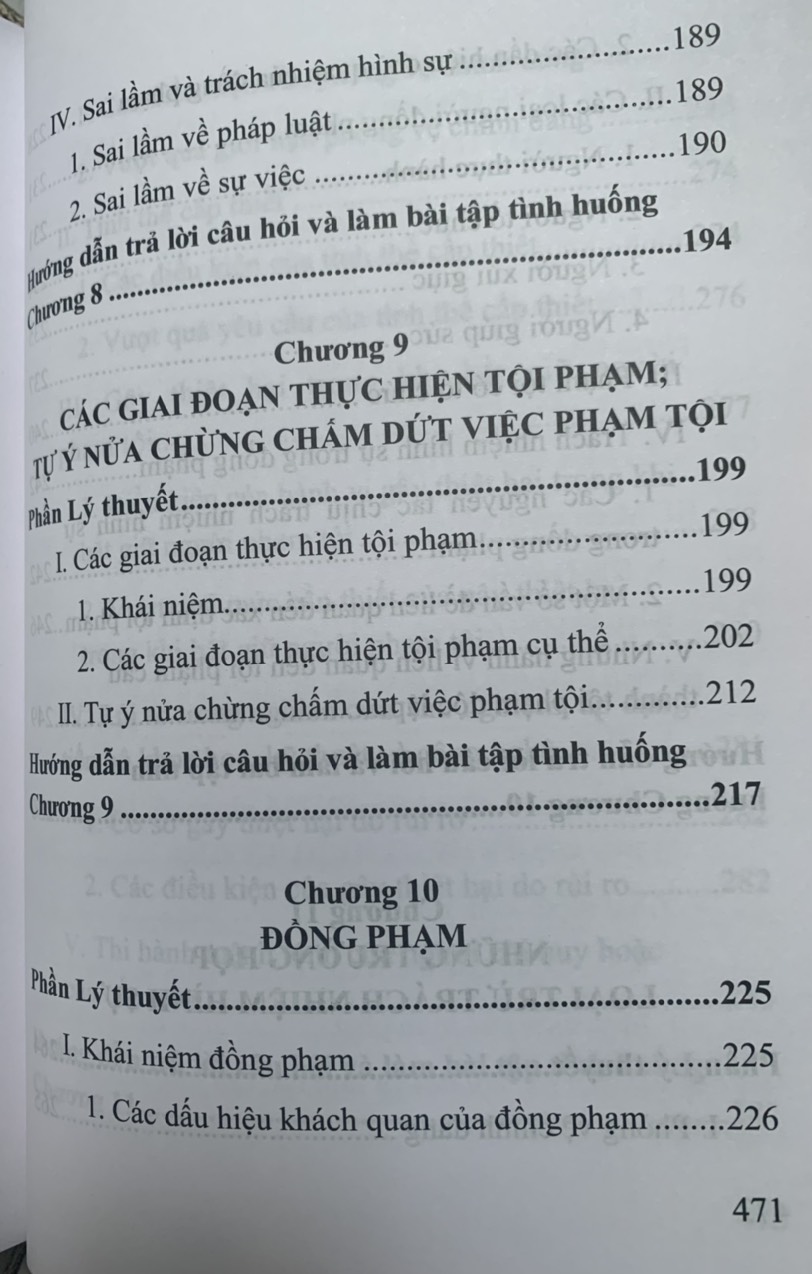 IV. Sai lầm và trách nhiệm hình sự ..........................189
1. Sai lầm về pháp luật .........................................189
2. Sai lầm về sự việc ............................................190
Hướng dẫn trả lời câu hỏi và làm bài tập tình huống
Chương 8 ...............................................................194
Chương 9
CÁC GIAI ĐOẠN THỰC HIỆN TỘI PHẠM;
TỰ Ý NỬA CHỪNG CHẤM DỨT VIỆC PHẠM TỘI
Phần Lý thuyết.........................................................199
I. Các giai đoạn thực hiện tội phạm..........................199
1. Khái niệm.........................................................199
2. Các giai đoạn thực hiện tội phạm cụ thể ..........202
II. Tự ý nửa chừng chấm dứt việc phạm tội.............212
Hướng dẫn trả lời câu hỏi và làm bài tập tình huống
Chương 9 ................................................................217
Chương 10
ĐỒNG PHẠM
Phần Lý thuyết.........................................................225
I. Khái niệm đồng phạm ..........................................225
1. Các dấu hiệu khách quan của đồng phạm ........226
471